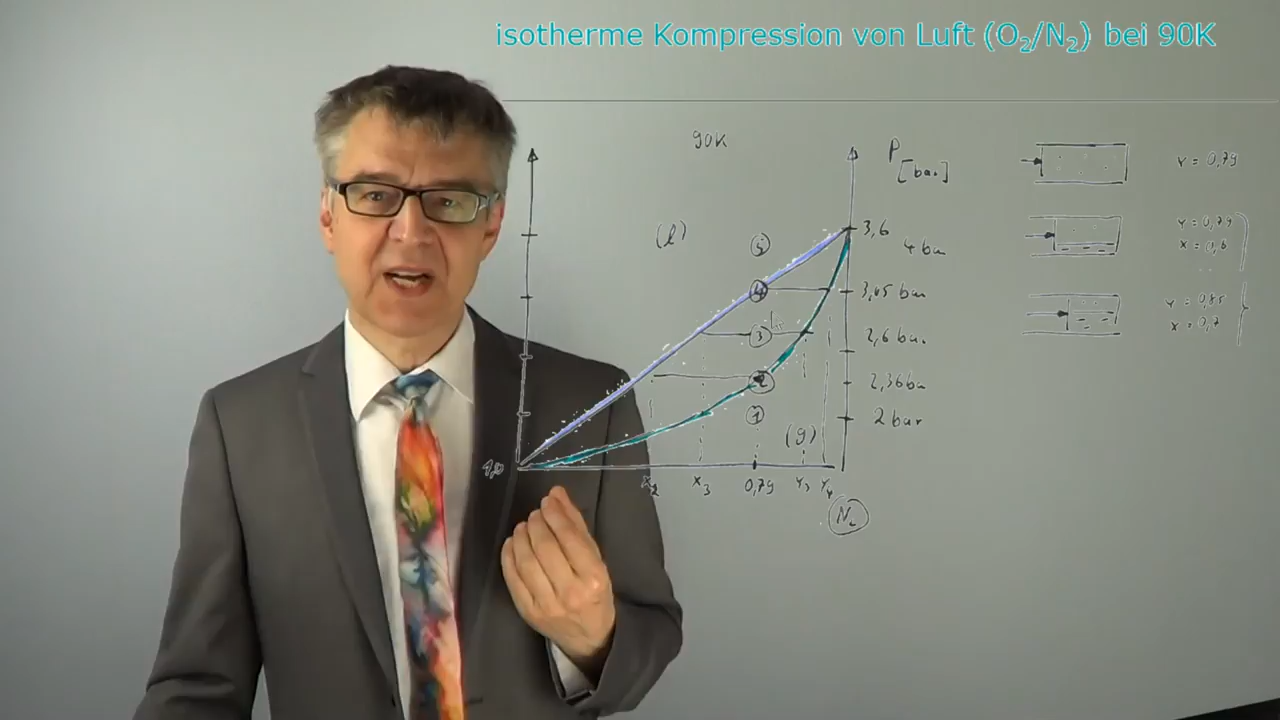 isotherme Kompression von Luft (O₂/N₂) bei 90K
90K
P
[bar]
(l)
5
3,6
4 bar
4
3,05 bar
3
2,6 bar
2
2,36 bar
1
2 bar
(g)
1,0
X₂
X₃
0,79
Y₃
Y₄
N₂
Y = 0,79
Y = 0,79
X = 0,6
Y = 0,85
X = 0,7